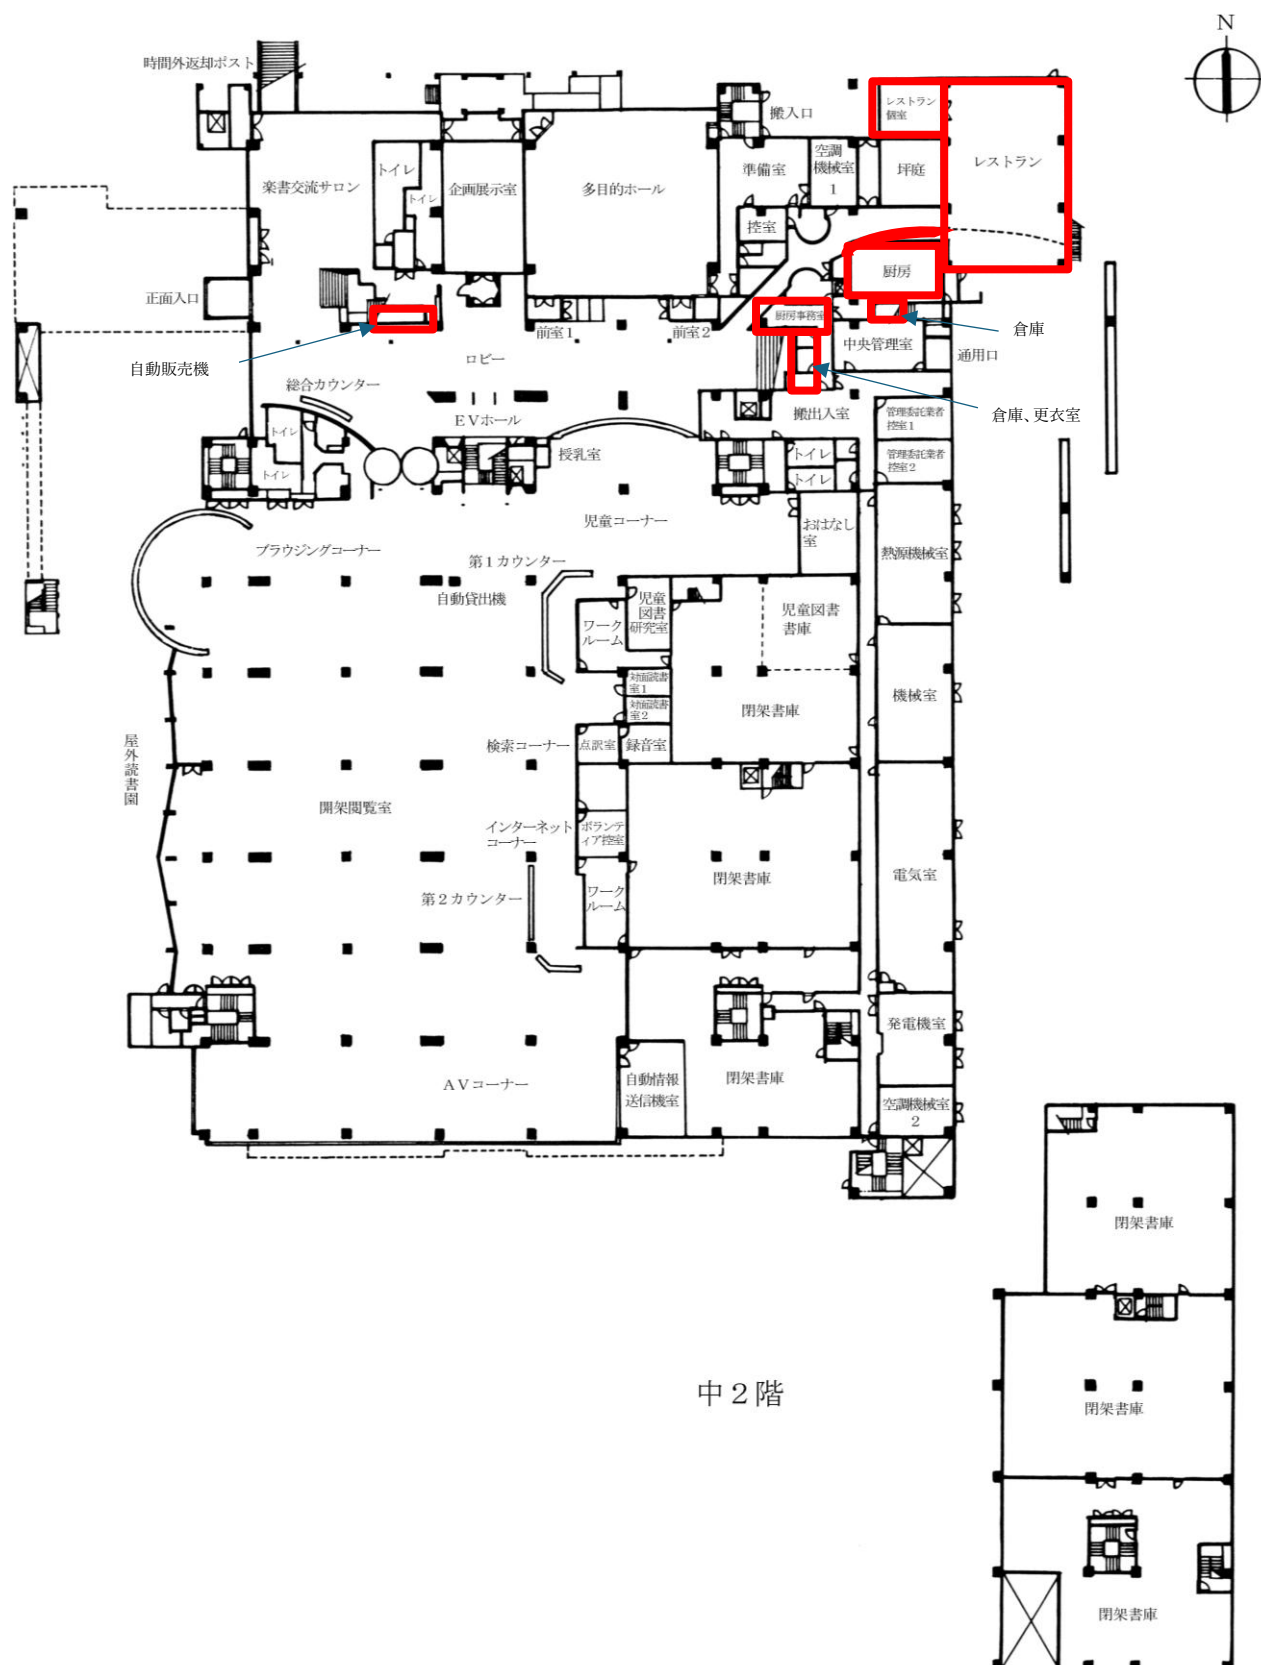 N
時間外返却ポスト
搬入口
レストラン
個室
レストラン
空調
機械室
1
準備室
坪庭
トイレ
トイレ
楽書交流サロン
企画展示室
多目的ホール
控室
厨房
正面入口
厨房事務室
前室1
前室2
倉庫
中央管理室
通用口
自動販売機
ロビー
総合カウンター
EVホール
搬出入室
管理委託業者
控室1
倉庫、更衣室
トイレ
トイレ
授乳室
トイレ
トイレ
管理委託業者
控室2
児童コーナー
おはなし
室
ブラウジングコーナー
第1カウンター
熱源機械室
自動貸出機
児童
図書
研究室
児童図書
書庫
ワーク
ルーム
対面読書
室1
対面読書
室2
閉架書庫
機械室
屋外読書園
検索コーナー
点訳室
録音室
開架閲覧室
インターネット
コーナー
ボランテ
ィア控室
閉架書庫
電気室
第2カウンター
ワーク
ルーム
発電機室
AVコーナー
自動情報
送信機室
閉架書庫
空調機械室
2
閉架書庫
中2階
閉架書庫
閉架書庫